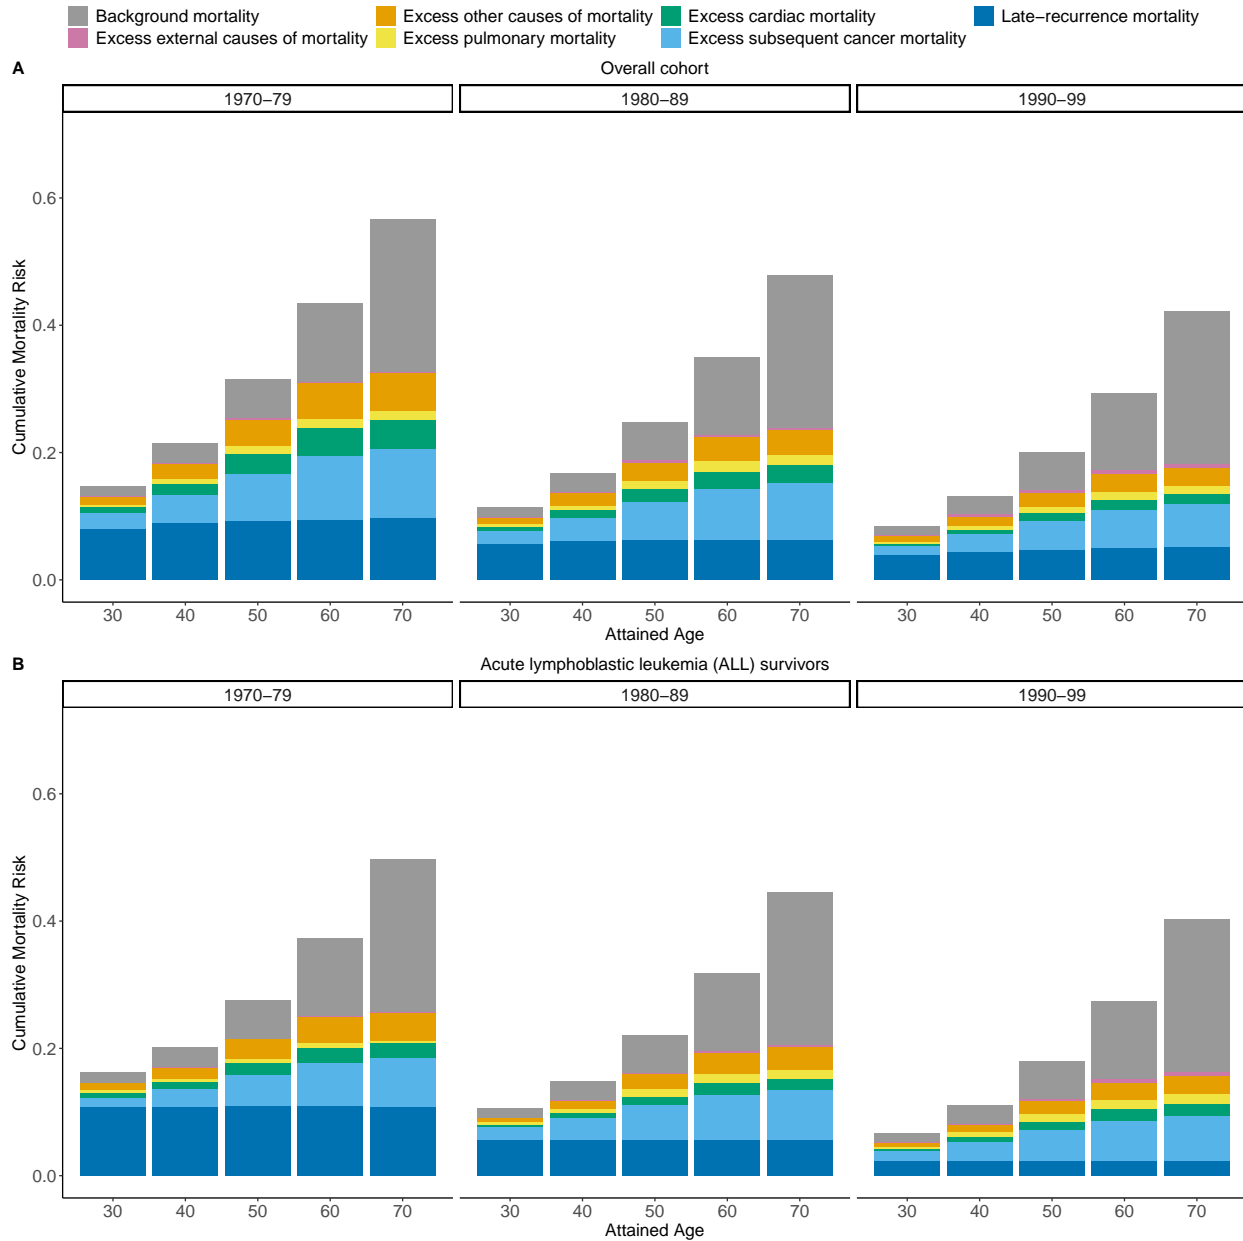 Background mortality
Excess other causes of mortality
Excess cardiac mortality
Late−recurrence mortality
Excess external causes of mortality
Excess pulmonary mortality
Excess subsequent cancer mortality
A
Overall cohort
1970−79
1980−89
1990−99
Cumulative Mortality Risk
0.6
0.4
0.2
0.0
30 40 50 60 70
30 40 50 60 70
30 40 50 60 70
Attained Age
B
Acute lymphoblastic leukemia (ALL) survivors
1970−79
1980−89
1990−99
Cumulative Mortality Risk
0.6
0.4
0.2
0.0
30 40 50 60 70
30 40 50 60 70
30 40 50 60 70
Attained Age